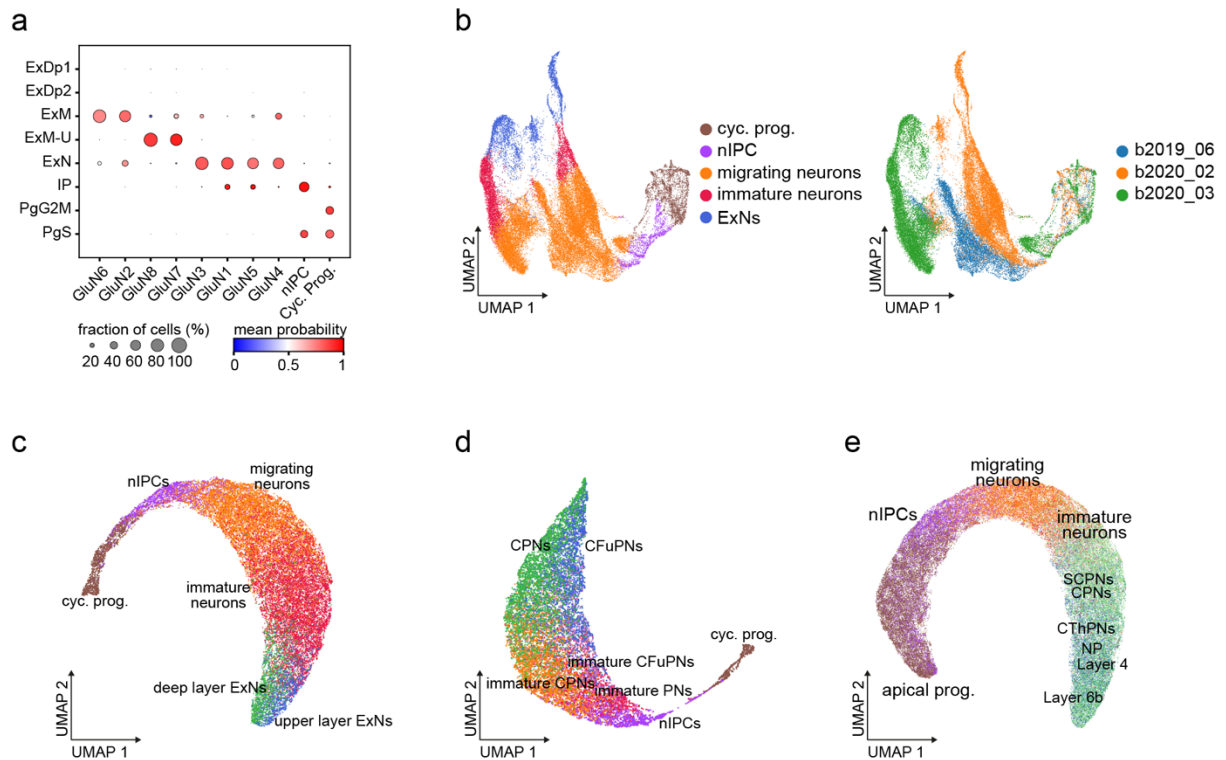 a
ExDp1
ExDp2
ExM
ExM-U
ExN
IP
PgG2M
PgS
GluN6
GluN2
GluN8
GluN7
GluN3
GluN1
GluN5
GluN4
nIPC
Cyc. Prog.
fraction of cells (%)
20 40 60 80 100
mean probability
0 0.5 1
b
cyc. prog.
nIPC
migrating neurons
immature neurons
ExNs
UMAP 2
UMAP 1
b2019_06
b2020_02
b2020_03
UMAP 2
UMAP 1
c
nIPCs
migrating
neurons
cyc. prog.
immature
neurons
deep layer ExNs
upper layer ExNs
UMAP 2
UMAP 1
d
CPNs
CFuPNs
cyc. prog.
immature CFuPNs
immature CPNs
immature PNs
nIPCs
UMAP 2
UMAP 1
e
migrating
neurons
nIPCs
immature
neurons
SCPNs
CPNs
CThPNs
NP
Layer 4
apical prog.
Layer 6b
UMAP 2
UMAP 1